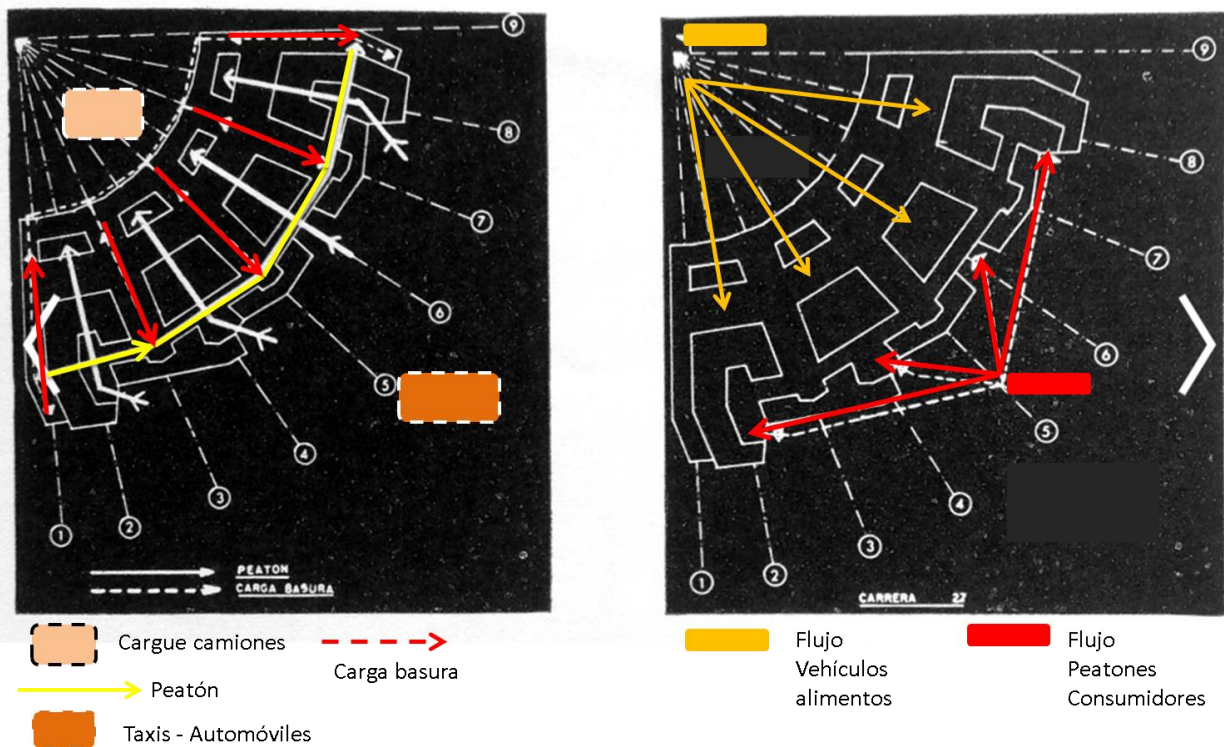 9
8
7
6
5
4
3
2
1
PEATON
CARGA BASURA
Cargue camiones
Carga basura
Peatón
Taxis - Automóviles
9
8
7
6
5
4
3
2
1
CARRERA 27
Flujo
Vehículos
alimentos
Flujo
Peatones
Consumidores